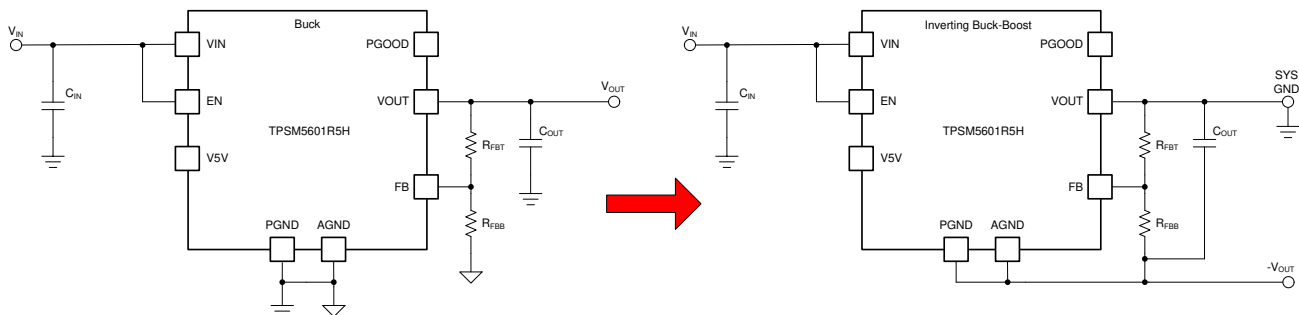 Buck
VIN
VIN
PGOOD
CIN
EN
VOUT
VOUT
TPSM5601R5H
RFBT
COUT
V5V
FB
RFBB
PGND
AGND
Inverting Buck-Boost
VIN
VIN
PGOOD
SYS
GND
CIN
EN
VOUT
TPSM5601R5H
RFBT
COUT
V5V
FB
RFBB
PGND
AGND
-VOUT